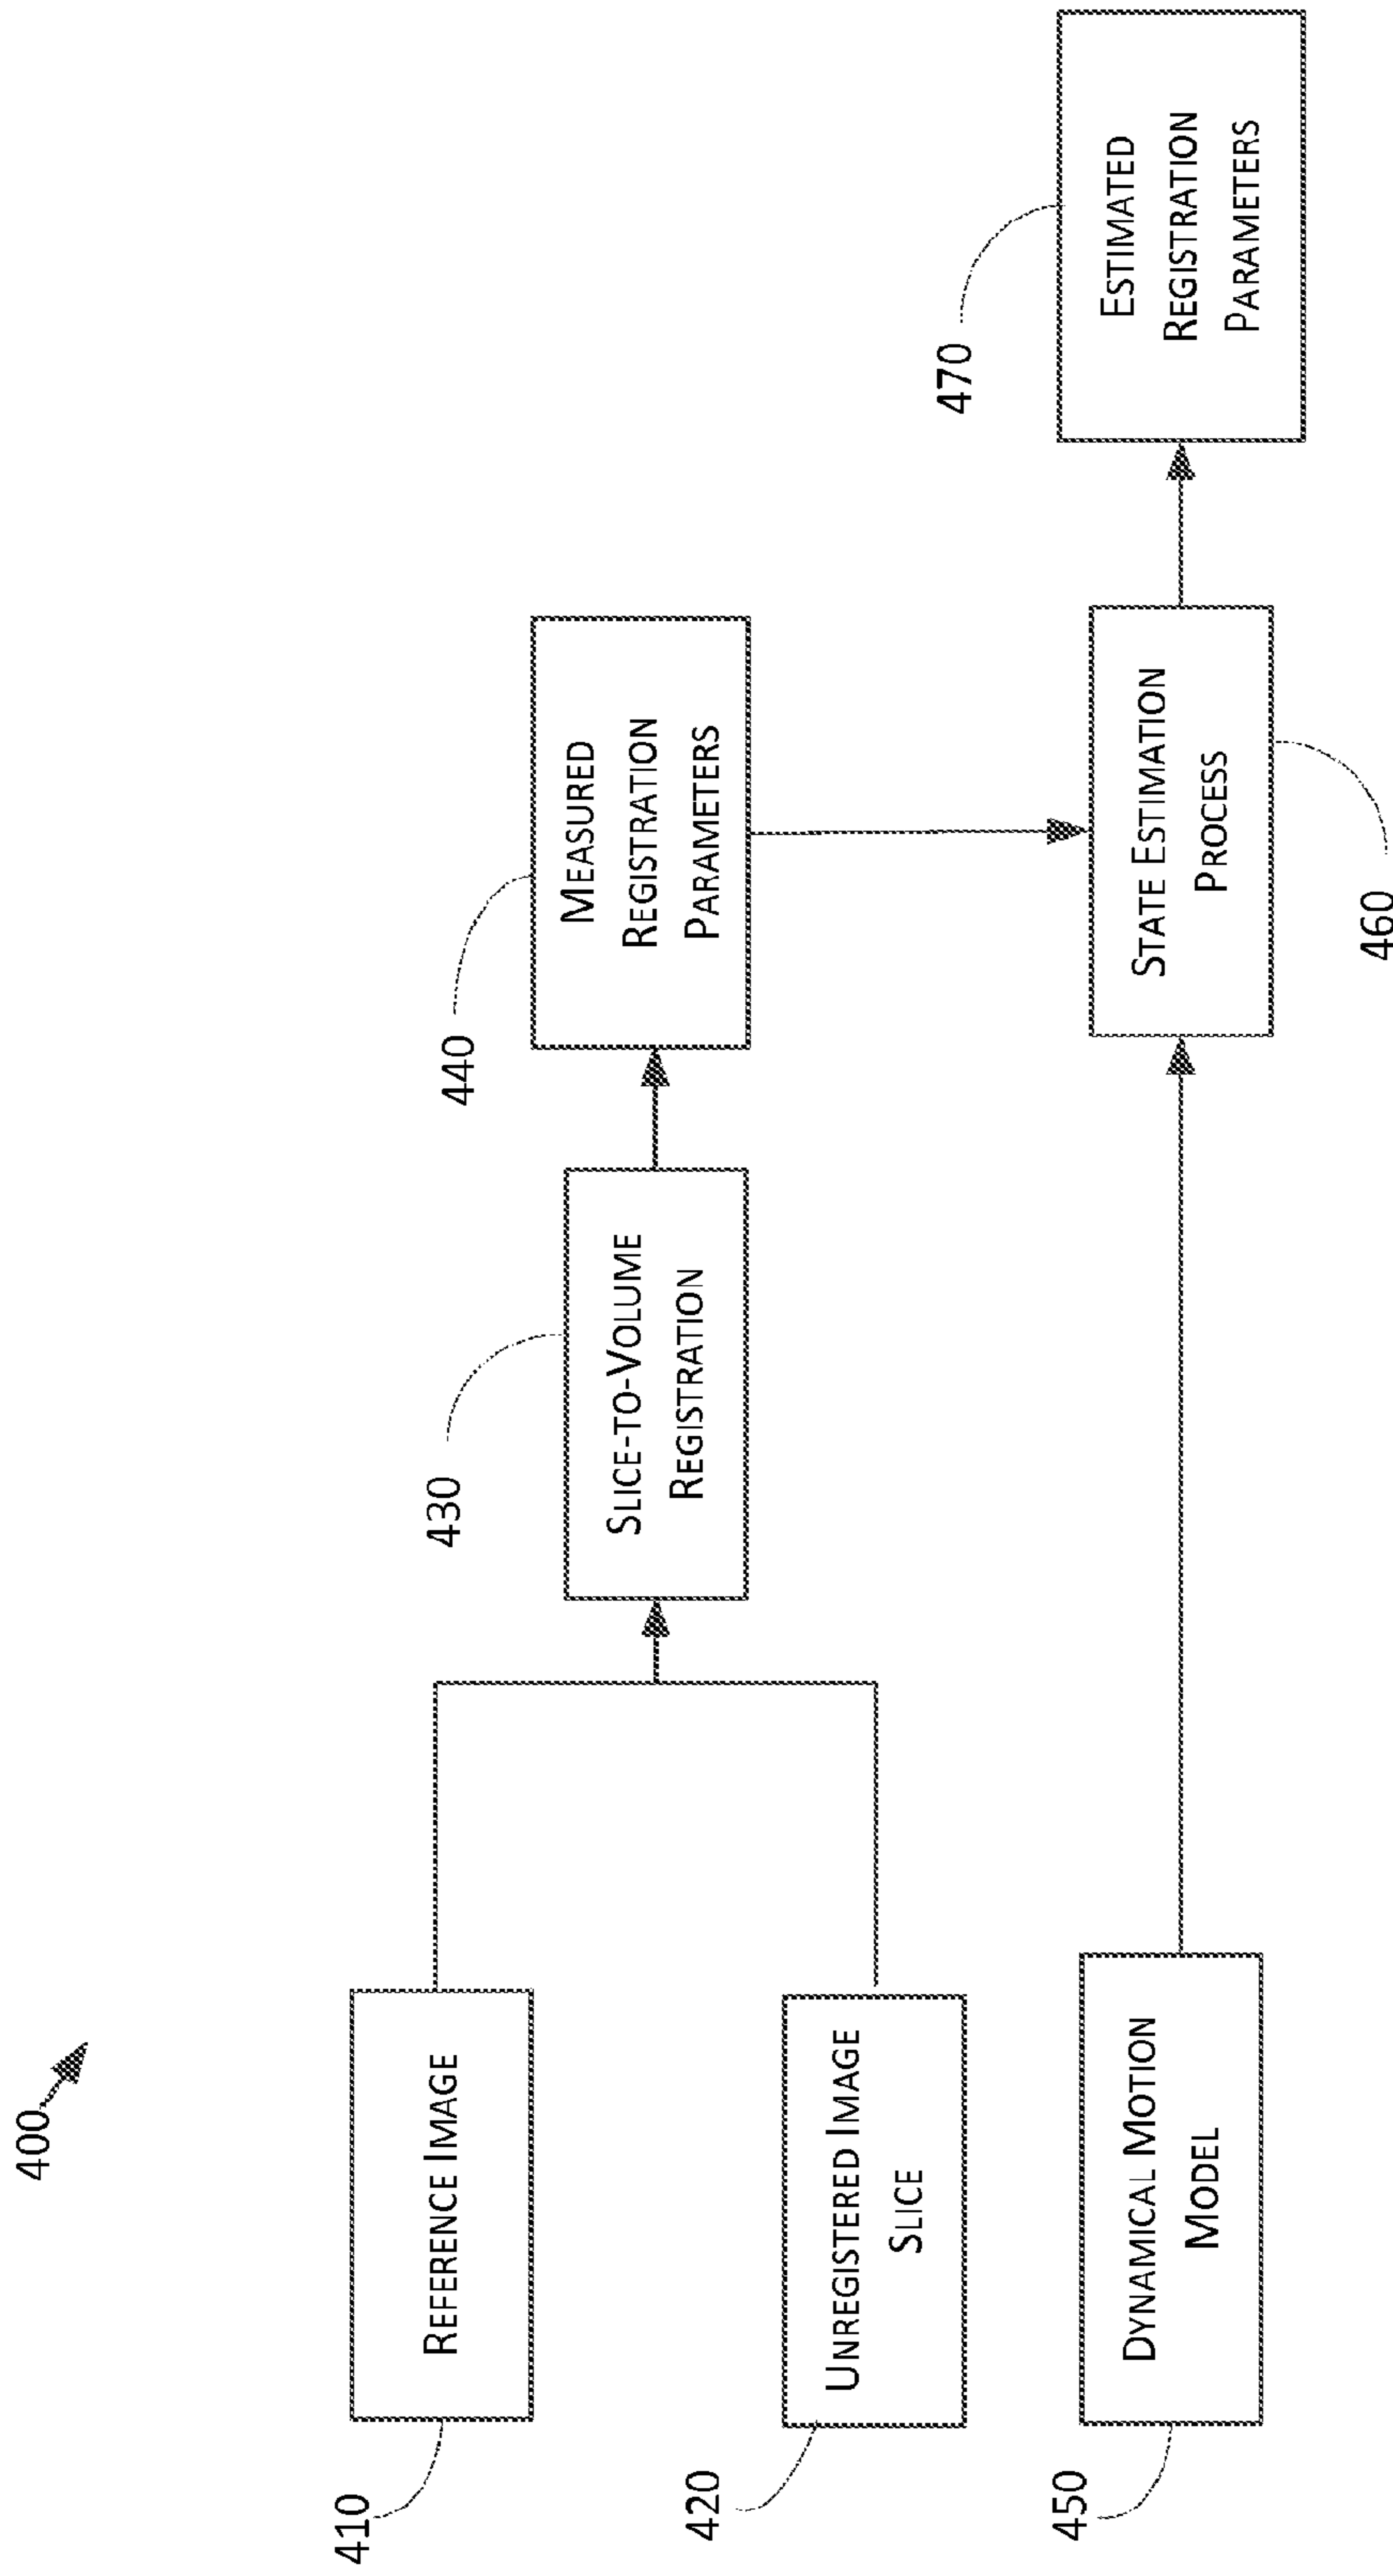 400
410
REFERENCE IMAGE
420
UNREGISTERED IMAGE
SLICE
430
SLICE-TO-VOLUME
REGISTRATION
440
MEASURED
REGISTRATION
PARAMETERS
450
DYNAMICAL MOTION
MODEL
460
STATE ESTIMATION
PROCESS
470
ESTIMATED
REGISTRATION
PARAMETERS